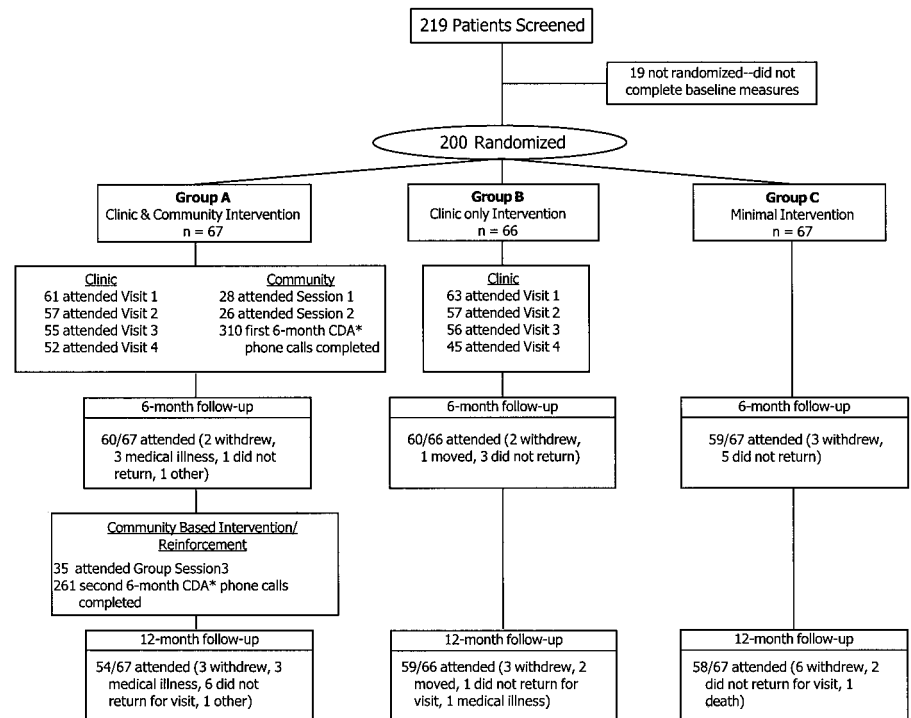 219 Patients Screened
19 not randomized--did not
complete baseline measures
200 Randomized
Group A
Clinic & Community Intervention
n = 67
Group B
Clinic only Intervention
n = 66
Group C
Minimal Intervention
n = 67
Clinic
61 attended Visit 1
57 attended Visit 2
55 attended Visit 3
52 attended Visit 4
Community
28 attended Session 1
26 attended Session 2
310 first 6-month CDA*
phone calls completed
Clinic
63 attended Visit 1
57 attended Visit 2
56 attended Visit 3
45 attended Visit 4
6-month follow-up
60/67 attended (2 withdrew,
3 medical illness, 1 did not
return, 1 other)
6-month follow-up
60/66 attended (2 withdrew,
1 moved, 3 did not return)
6-month follow-up
59/67 attended (3 withdrew,
5 did not return)
Community Based Intervention/
Reinforcement
35 attended Group Session3
261 second 6-month CDA* phone calls
completed
12-month follow-up
54/67 attended (3 withdrew, 3
medical illness, 6 did not
return for visit, 1 other)
12-month follow-up
59/66 attended (3 withdrew, 2
moved, 1 did not return for
visit, 1 medical illness)
12-month follow-up
58/67 attended (6 withdrew, 2
did not return for visit, 1
death)